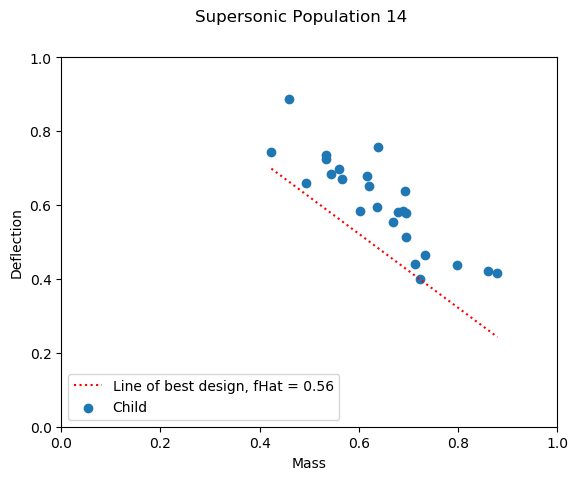 Supersonic Population 14
1.0
0.8
0.6
0.4
0.2
0.0
Deflection
Line of best design, fHat = 0.56
Child
0.0 0.2 0.4 0.6 0.8 1.0
Mass